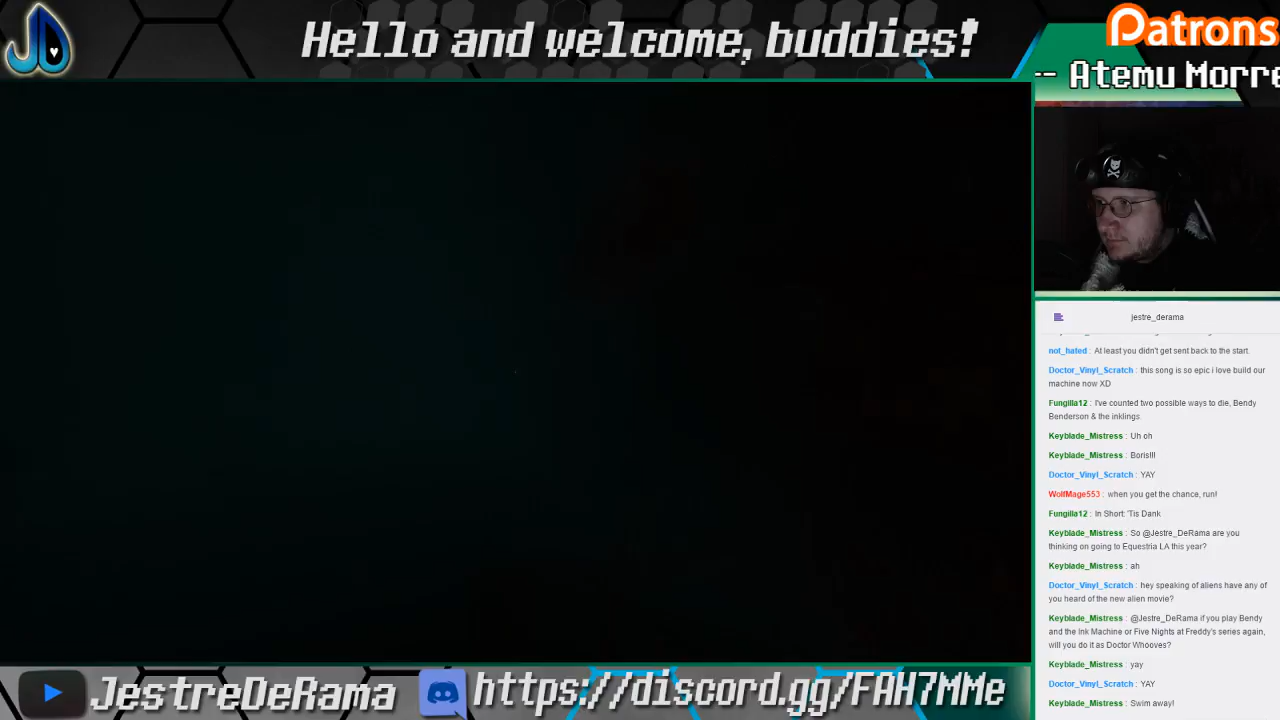 Hello and welcome, buddies!
Patrons
-- Atemu Morre
jestre_derama
not_hated : At least you didn't get sent back to the start.
Doctor_Vinyl_Scratch : this song is so epic i love build our
machine now XD
Fungilla12 : I've counted two possible ways to die, Bendy
Benderson & the inklings.
Keyblade_Mistress : Uh oh
Keyblade_Mistress : Boris!!!
Doctor_Vinyl_Scratch : YAY
WolfMage553 : when you get the chance, run!
Fungilla12 : In Short: 'Tis Dank
Keyblade_Mistress : So @Jestre_DeRama are you
thinking on going to Equestria LA this year?
Keyblade_Mistress : ah
Doctor_Vinyl_Scratch : hey speaking of aliens have any of
you heard of the new alien movie?
Keyblade_Mistress : @Jestre_DeRama if you play Bendy
and the Ink Machine or Five Nights at Freddy's series again,
will you do it as Doctor Whooves?
Keyblade_Mistress : yay
Doctor_Vinyl_Scratch : YAY
Keyblade_Mistress : Swim away!
JestreDeRama
https://discord.gg/FAH7MMe